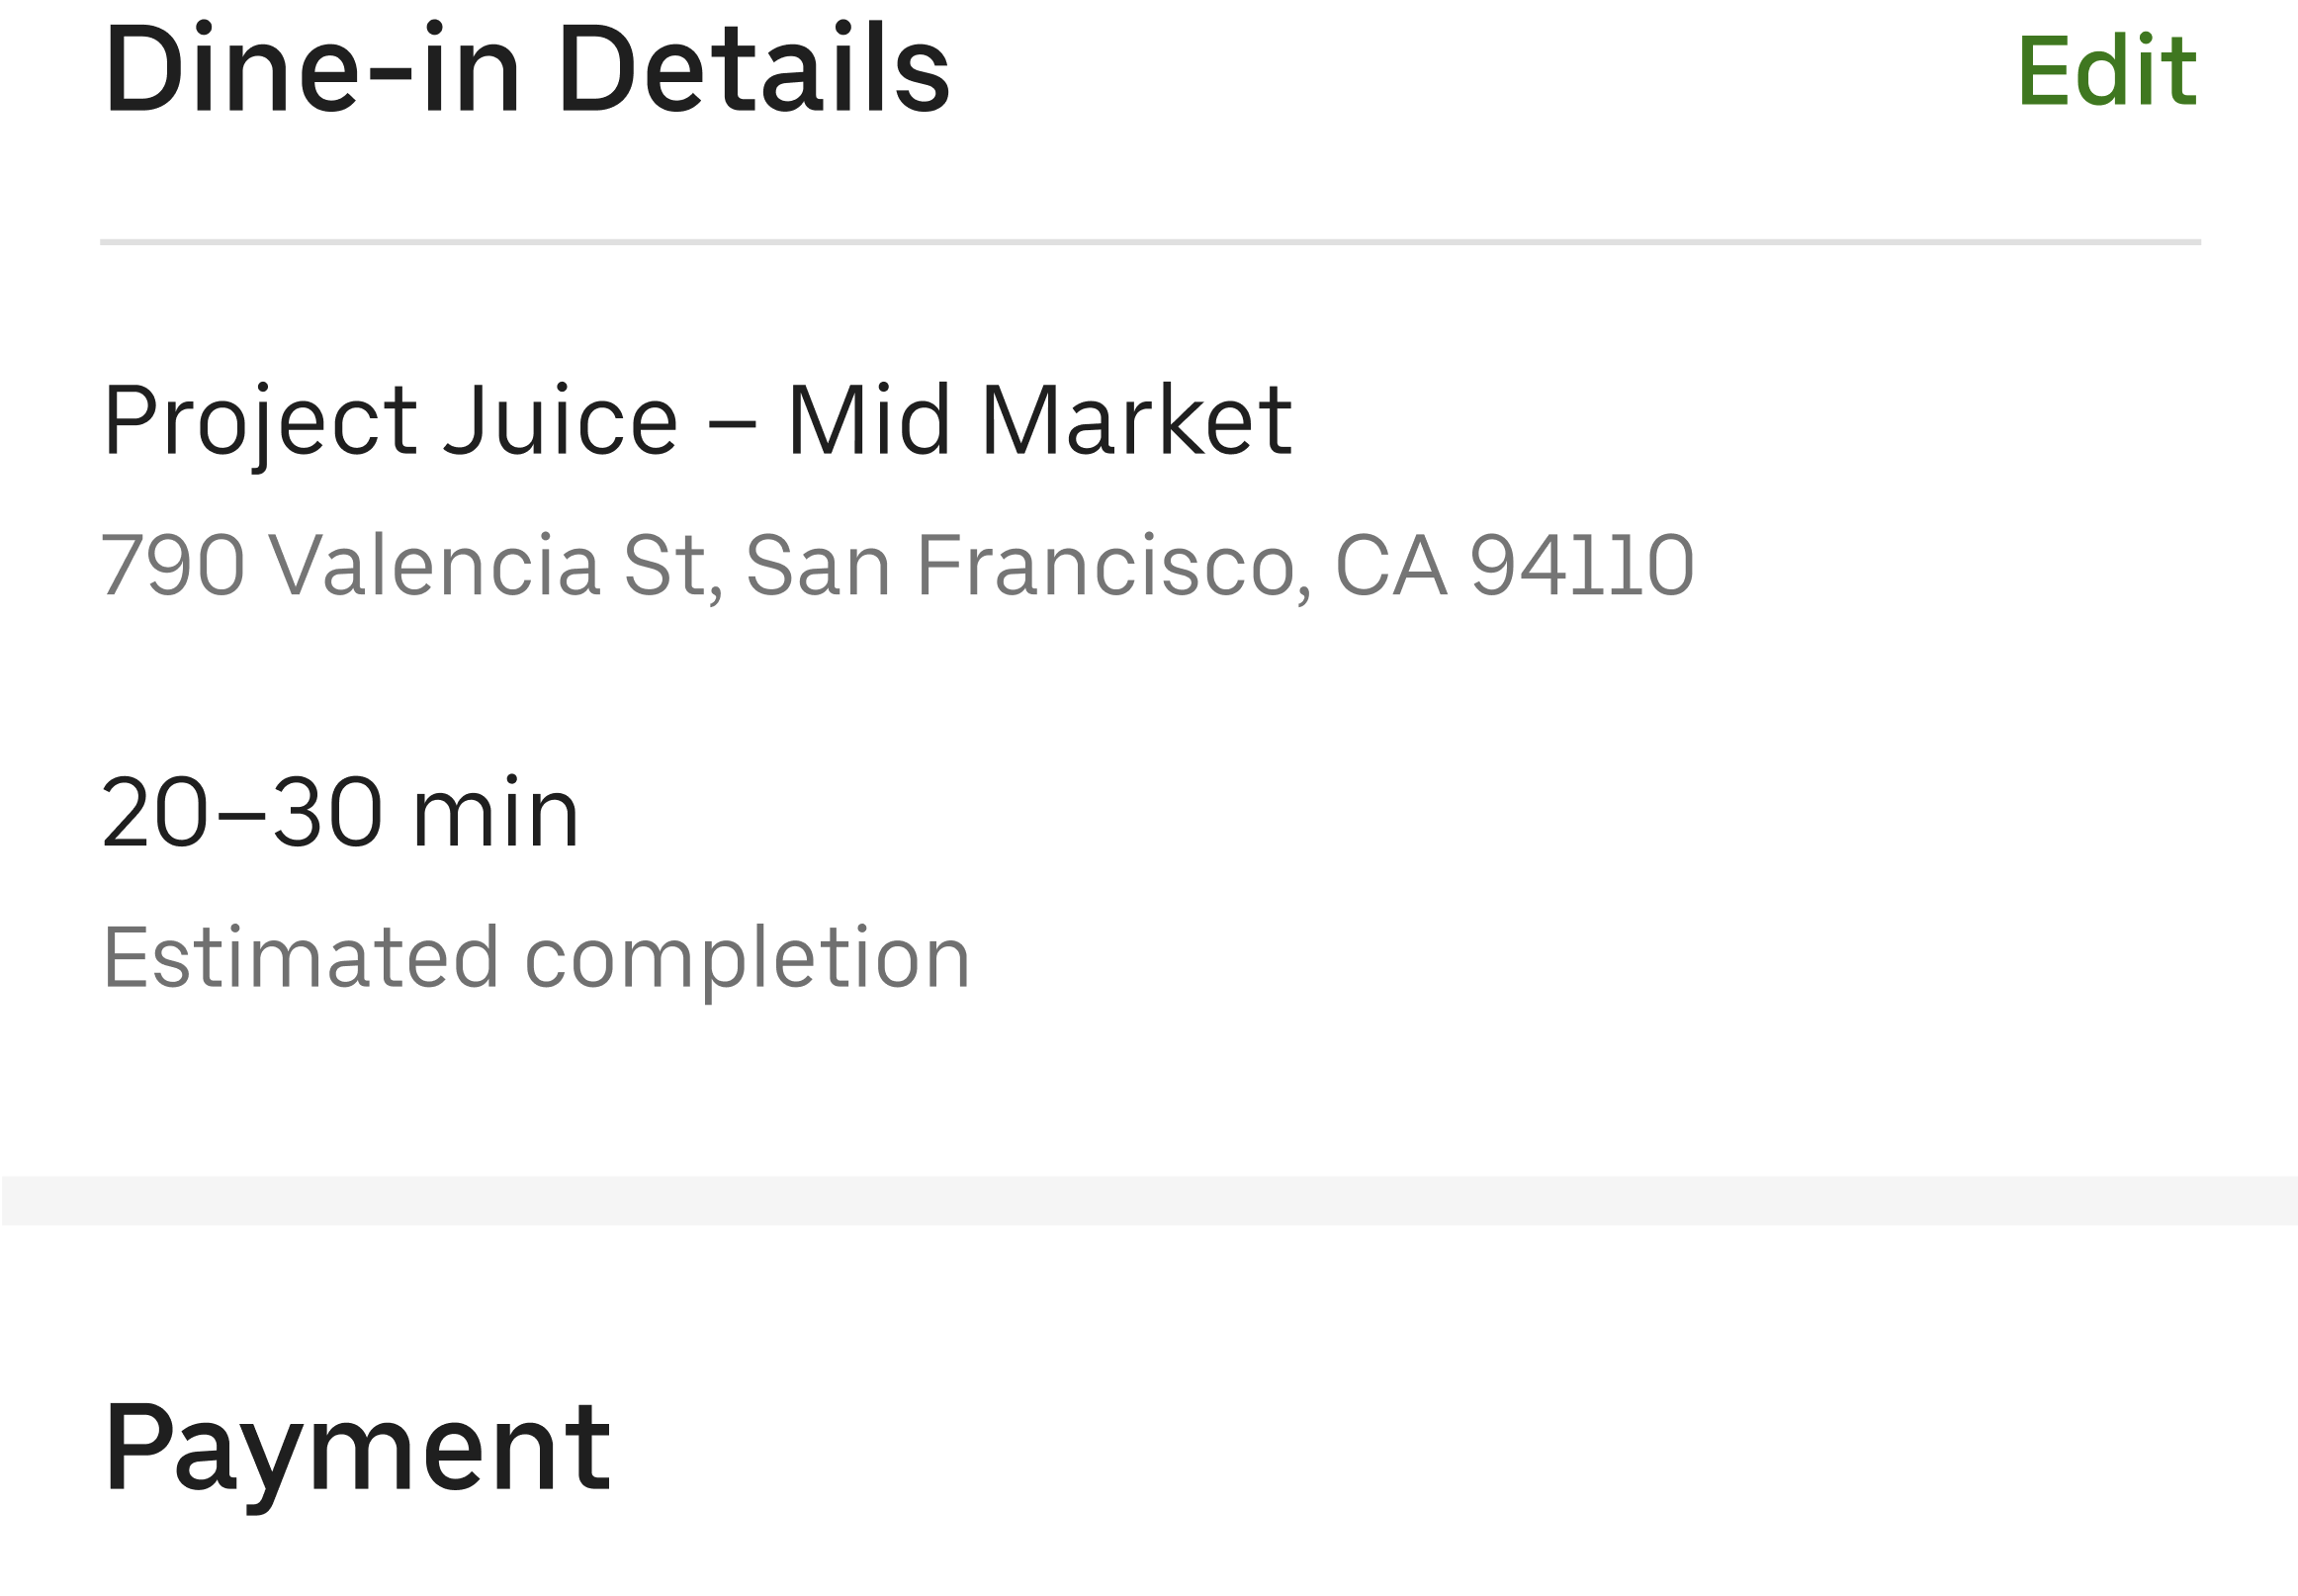 Dine-in Details
Edit
Project Juice – Mid Market
790 Valencia St, San Francisco, CA 94110
20–30 min
Estimated completion
Payment